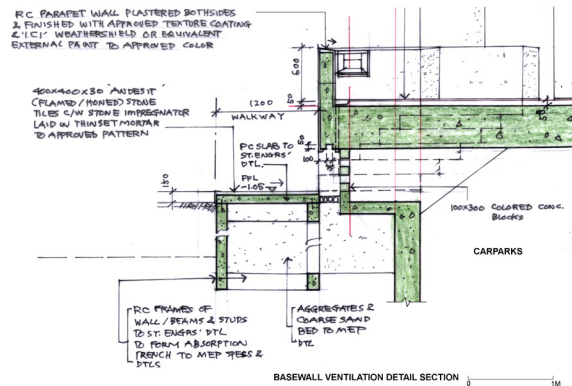 RC PARAPET WALL PLASTERED BOTHSIDES
& FINISHED WITH APPROVED TEXTURE COATING
& 'ICI' WEATHERSHIELD OR EQUIVALENT
EXTERNAL PAINT TO APPROVED COLOR
400x400x30 'ANDESIT'
(FLAMED/HONED) STONE
TILES C/W STONE IMPREGNATOR
LAID W/ THINSET MORTAR
TO APPROVED PATTERN
600
50
1200
WALKWAY
RC SLAB TO
ST. ENGRS'
DTL.
50
100
FFL
-1.05
150
100x300 COLORED CONC.
BLOCKS
CARPARKS
RC FRAMES OF
WALL/BEAMS & STUDS
TO ST. ENGRS' DTL
TO FORM ABSORPTION
TRENCH TO MEP SPECS &
DTLS
AGGREGATES &
COARSE SAND
BED TO MEP
DTL
BASEWALL VENTILATION DETAIL SECTION
0 1M